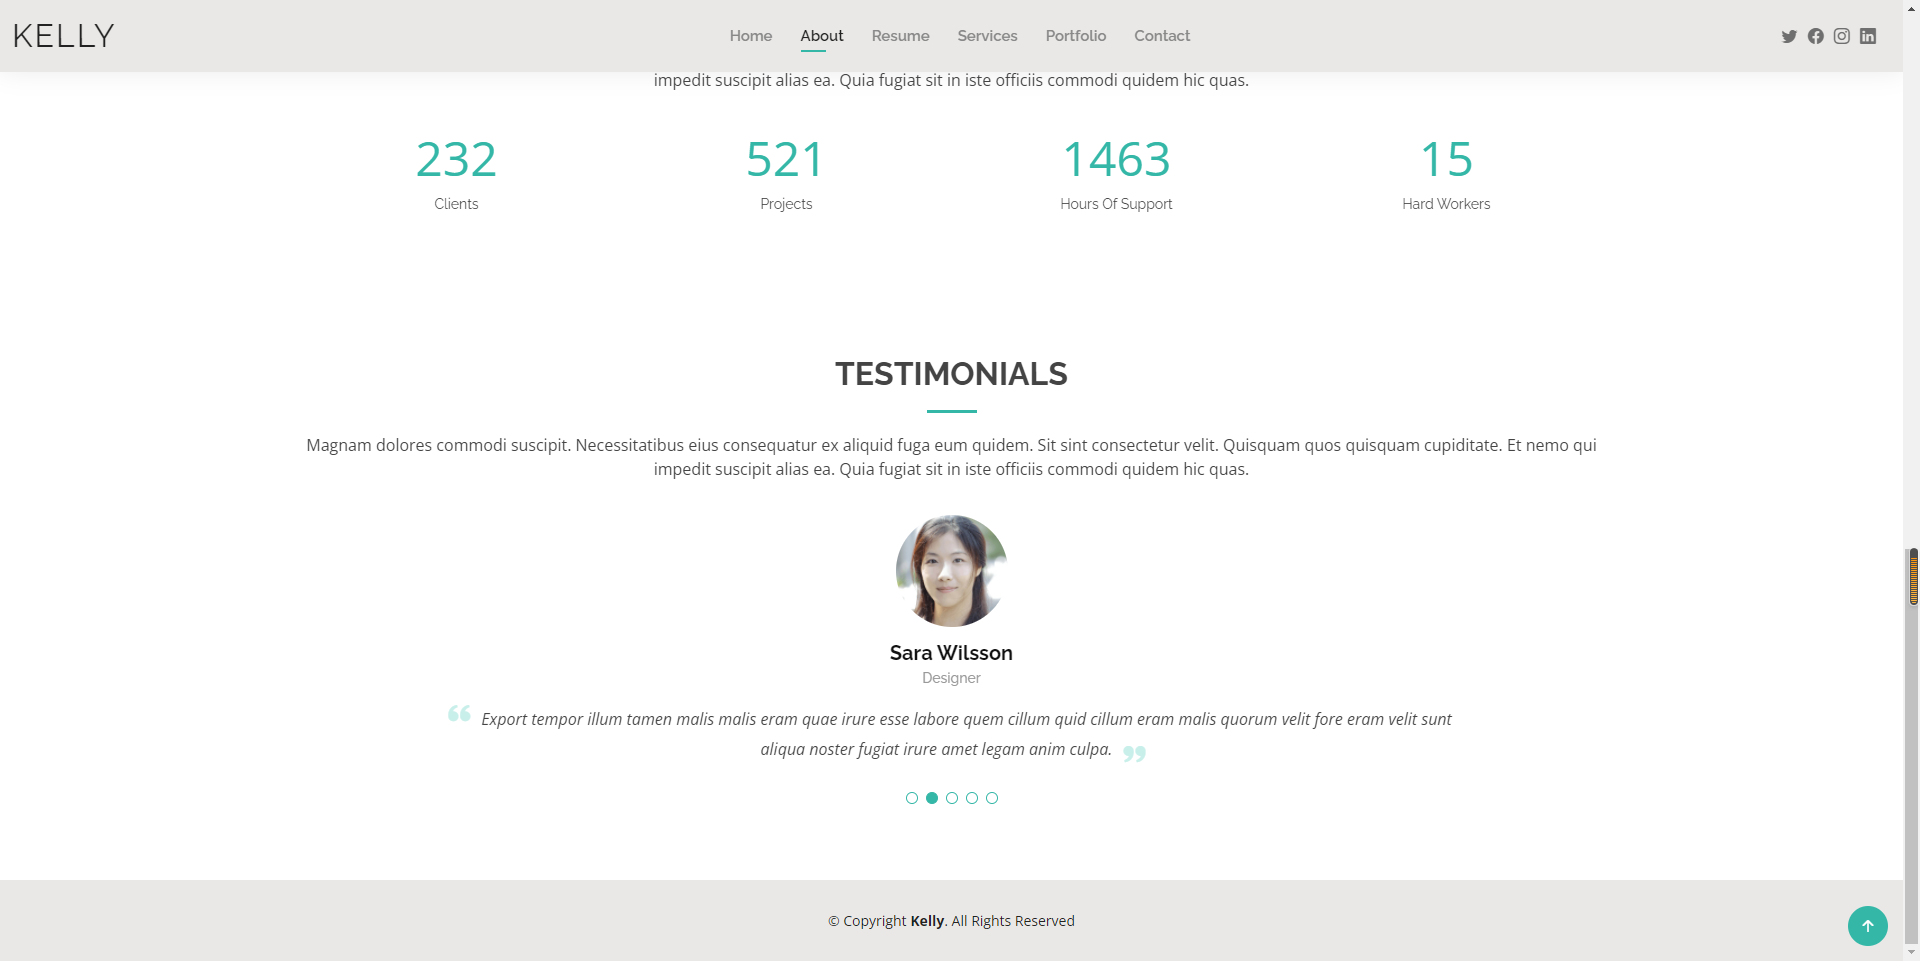 KELLY
Home About Resume Services Portfolio Contact
impedit suscipit alias ea. Quia fugiat sit in iste officiis commodi quidem hic quas.
232 521 1463 15
Clients Projects Hours Of Support Hard Workers
TESTIMONIALS
Magnam dolores commodi suscipit. Necessitatibus eius consequatur ex aliquid fuga eum quidem. Sit sint consectetur velit. Quisquam quos quisquam cupiditate. Et nemo qui
impedit suscipit alias ea. Quia fugiat sit in iste officiis commodi quidem hic quas.
Sara Wilsson
Designer
“ Export tempor illum tamen malis malis eram quae irure esse labore quem cillum quid cillum eram malis quorum velit fore eram velit sunt
aliqua noster fugiat irure amet legam anim culpa. ”
© Copyright Kelly. All Rights Reserved